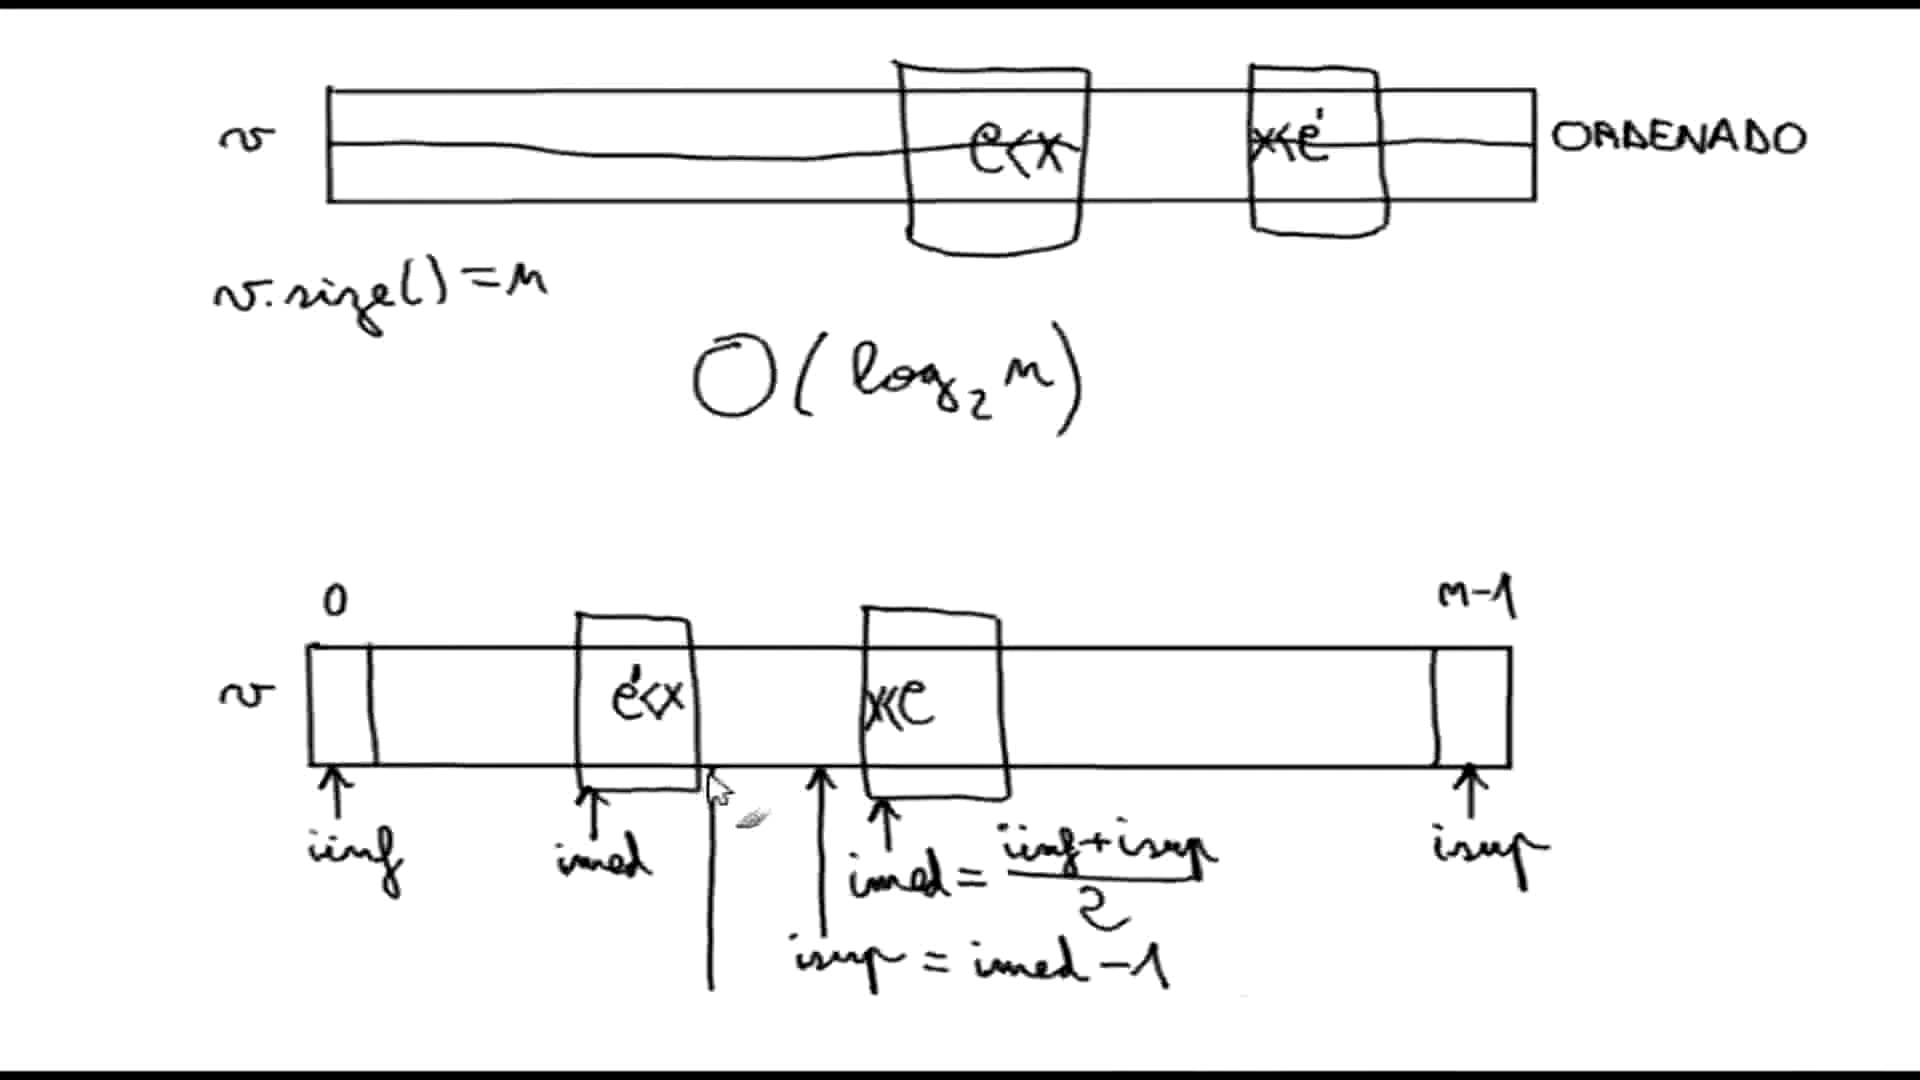 v e<x x<e' ORDENADO
v.size() = n
O(log₂ n)
0 n-1
v e'<x x<e
iinf imed imed = (iinf+isup)/2 isup
isup = imed - 1